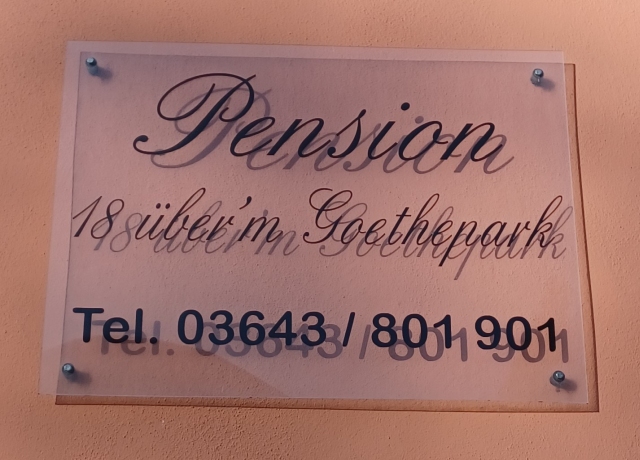 Pension
18 über'm Goethepark
Tel. 03643 / 801 901